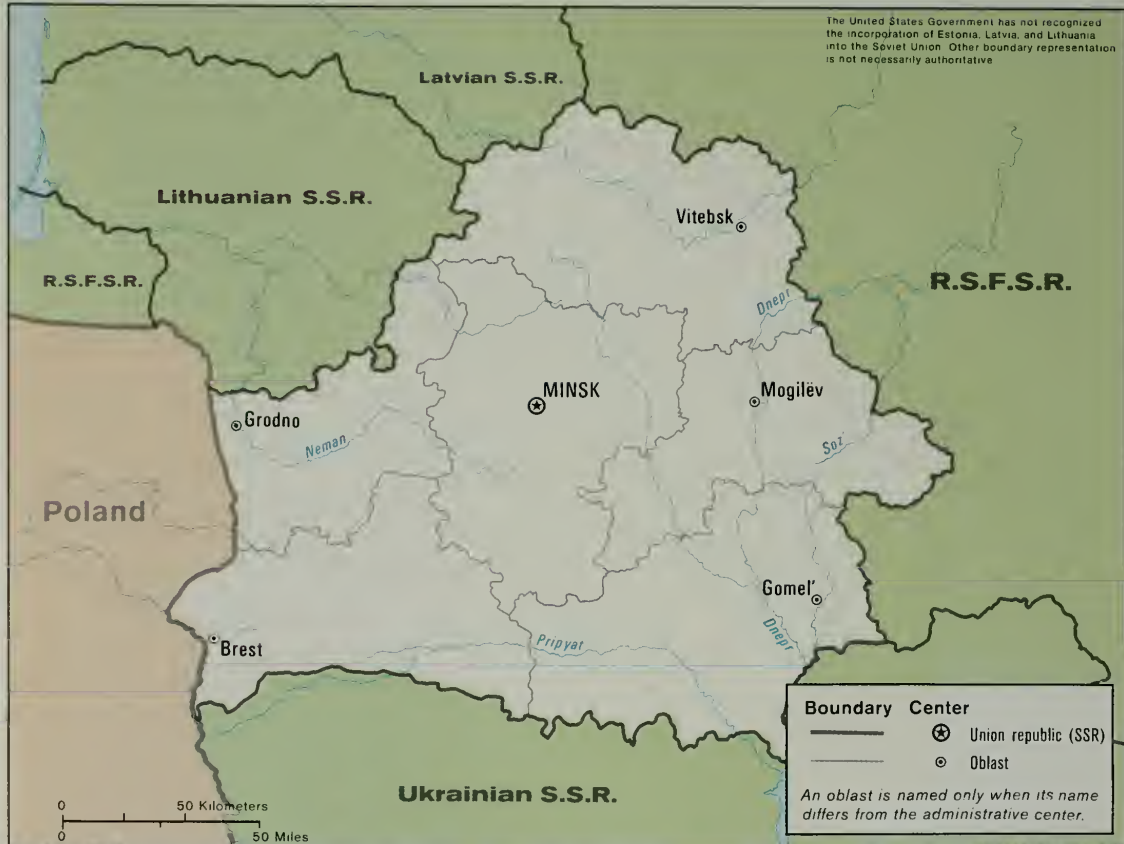 The United States Government has not recognized
the incorporation of Estonia, Latvia, and Lithuania
into the Soviet Union. Other boundary representation
is not necessarily authoritative
Latvian S.S.R.
Lithuanian S.S.R.
Vitebsk
R.S.F.S.R.
R.S.F.S.R.
Dnepr
MINSK
Mogilëv
Grodno
Neman
Soz
Poland
Gomel'
Dnepr
Brest
Pripyat
Boundary Center
Union republic (SSR)
Oblast
An oblast is named only when its name
differs from the administrative center.
Ukrainian S.S.R.
0 50 Kilometers
0 50 Miles